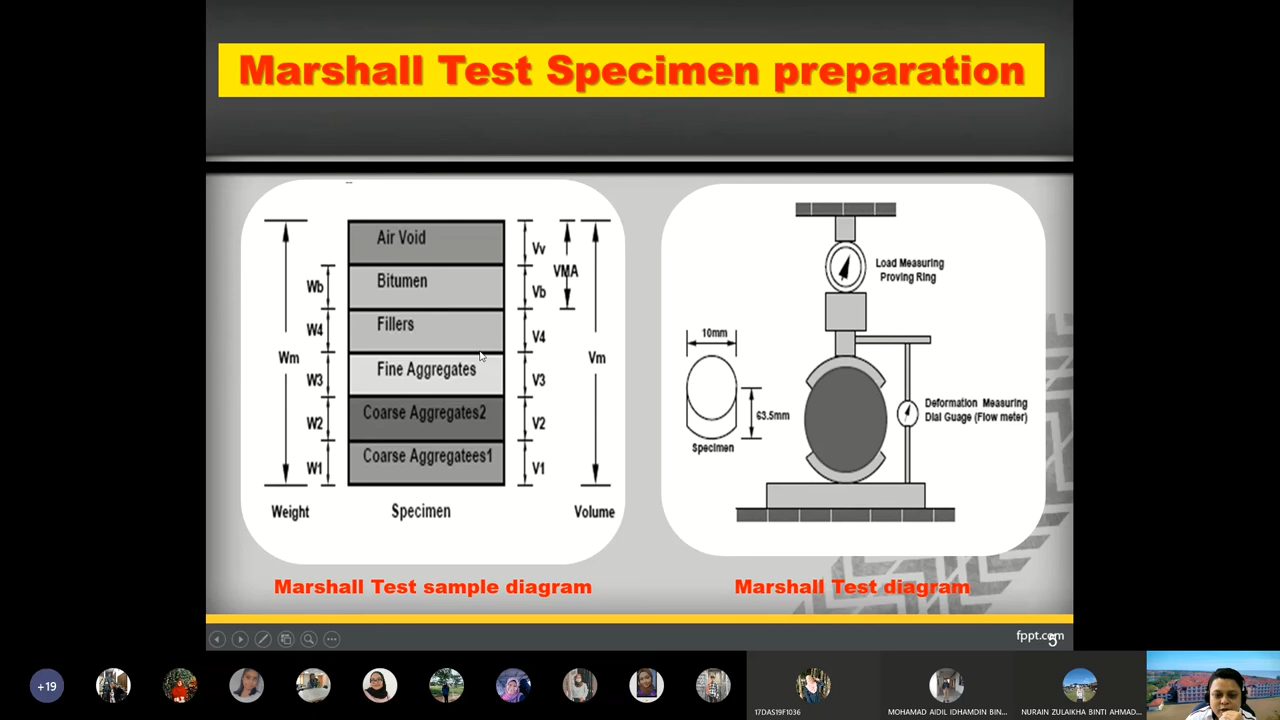 Marshall Test Specimen preparation
Air Void
Bitumen
Fillers
Fine Aggregates
Coarse Aggregates2
Coarse Aggregatees1
Wb
W4
W3
W2
W1
Wm
Vv
Vb
V4
V3
V2
V1
VMA
Vm
Weight
Specimen
Volume
Marshall Test sample diagram
Load Measuring
Proving Ring
10mm
63.5mm
Specimen
Deformation Measuring
Dial Guage (Flow meter)
Marshall Test diagram
fppt.com
5
+19
17DAS19F1036
MOHAMAD AIDIL IDHAMDIN BIN...
NURAIN ZULAIKHA BINTI AHMAD...